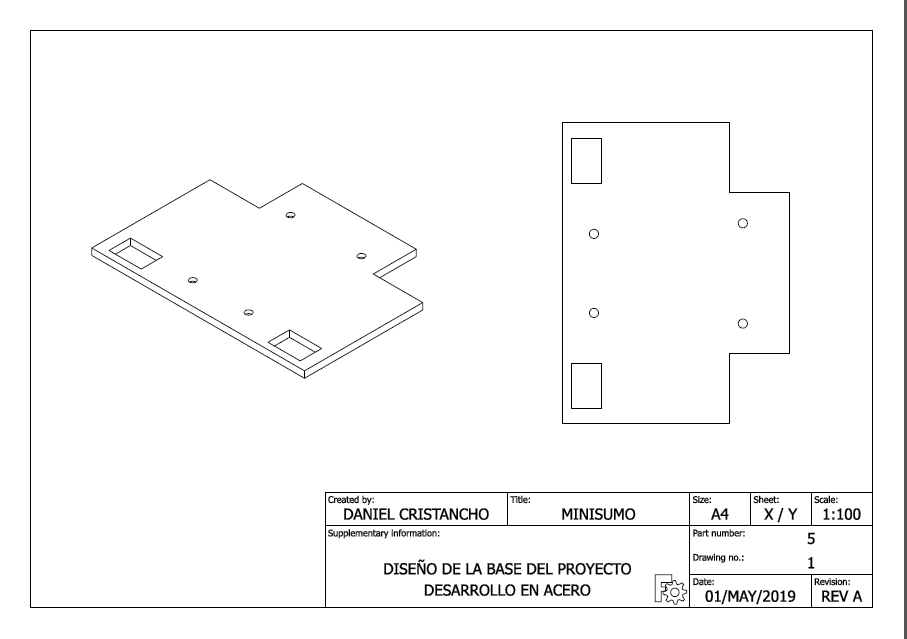 Created by:
DANIEL CRISTANCHO
Title:
MINISUMO
Size:
A4
Sheet:
X / Y
Scale:
1:100
Supplementary information:
DISEÑO DE LA BASE DEL PROYECTO
DESARROLLO EN ACERO
Part number:
5
Drawing no.:
1
Date:
01/MAY/2019
Revision:
REV A